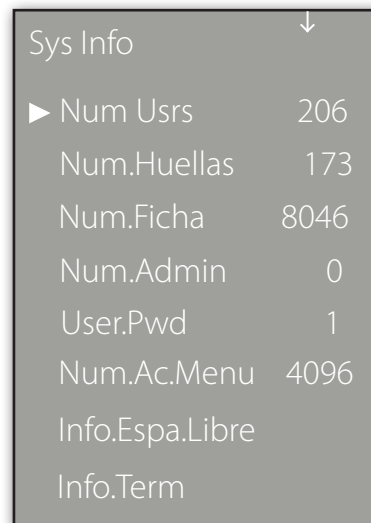 Sys Info
Num Usrs 206
Num.Huellas 173
Num.Ficha 8046
Num.Admin 0
User.Pwd 1
Num.Ac.Menu 4096
Info.Espa.Libre
Info.Term